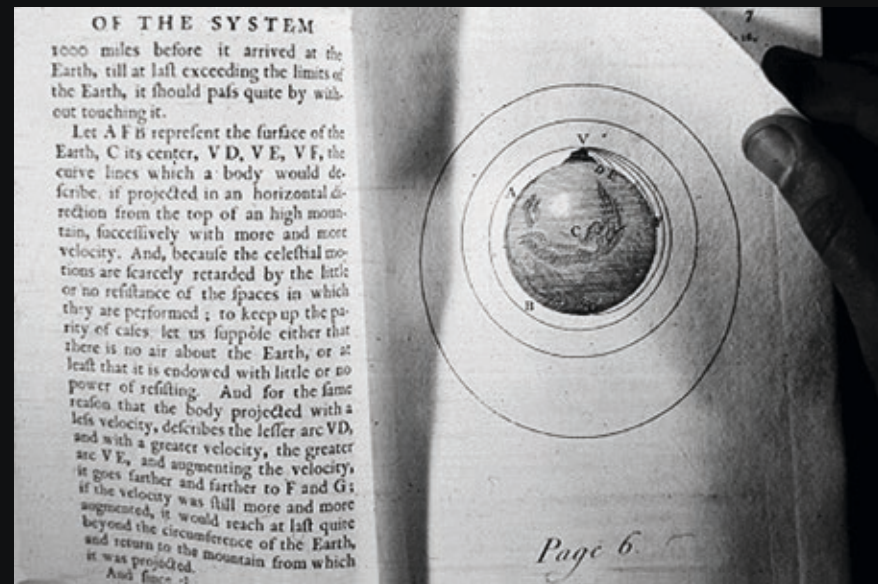 OF THE SYSTEM
1000 miles before it arrived at the
Earth, till at laſt exceeding the limits of
the Earth, it ſhould paſs quite by with-
out touching it.
Let A F B repreſent the ſurface of the
Earth, C its center, V D, V E, V F, the
curve lines which a body would de-
ſcribe, if projected in an horizontal di-
rection from the top of an high moun-
tain, ſucceſſively with more and more
velocity. And, becauſe the celeſtial mo-
tions are ſcarcely retarded by the little
or no reſiſtance of the ſpaces in which
they are performed; to keep up the pa-
rity of caſes let us ſuppoſe either that
there is no air about the Earth, or at
leaſt that it is endowed with little or no
power of reſiſting. And for the ſame
reaſon that the body projected with a
leſs velocity, deſcribes the leſſer arc VD,
and with a greater velocity, the greater
arc V E, and augmenting the velocity,
it goes farther and farther to F and G;
if the velocity was ſtill more and more
augmented, it would reach at laſt quite
beyond the circumference of the Earth,
and return to the mountain from which
it was projected.
And ſince
7
V
D E
A
C
B
Page 6